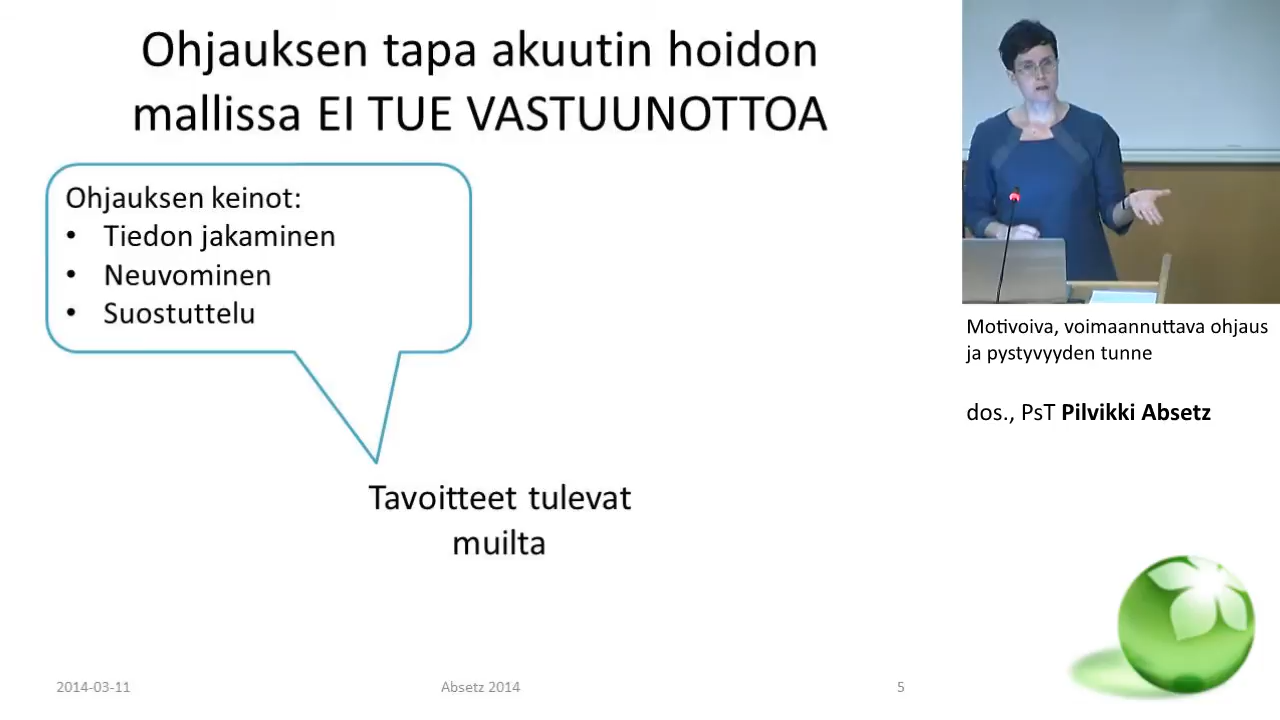 Ohjauksen tapa akuutin hoidon
mallissa EI TUE VASTUUNOTTOA
Ohjauksen keinot:
• Tiedon jakaminen
• Neuvominen
• Suostuttelu
Tavoitteet tulevat
muilta
2014-03-11
Absetz 2014
5
Motivoiva, voimaannuttava ohjaus
ja pystyvyyden tunne
dos., PsT Pilvikki Absetz